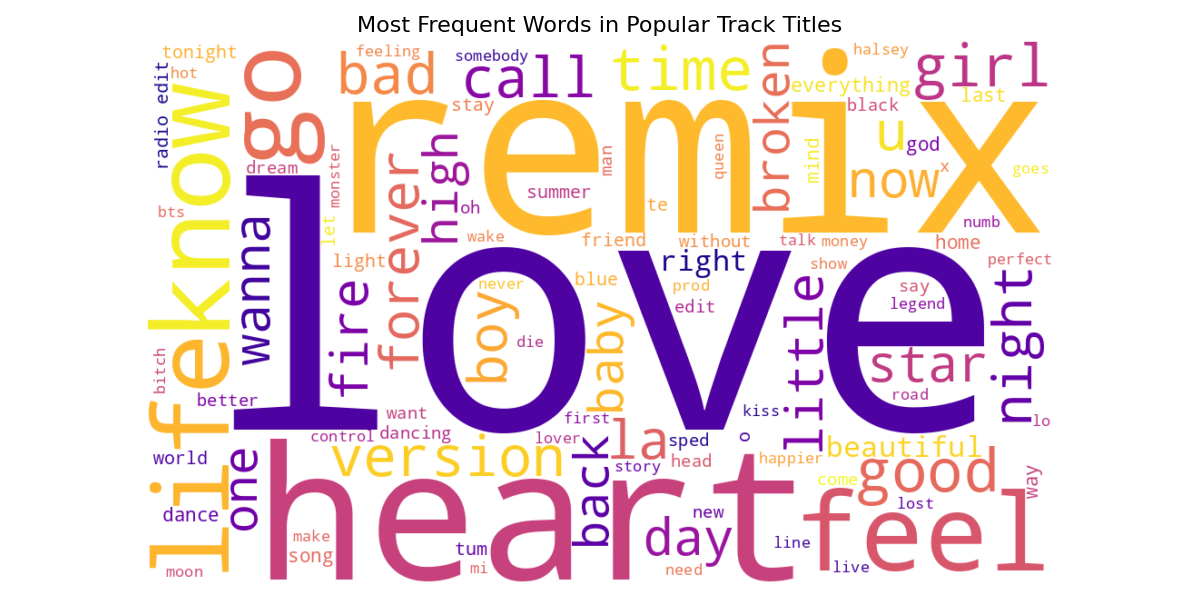 Most Frequent Words in Popular Track Titles
tonight
feeling
somebody
halsey
hot
radio edit
go
bad
call
time
everything
girl
last
black
stay
know
remix
broken
u
god
mind
now
x
goes
dream
monster
high
man
queen
bts
let
forever
oh
summer
te
numb
wanna
wake
friend
without
talk
money
home
light
right
show
perfect
love
fire
never
boy
blue
prod
edit
say
legend
little
night
die
baby
star
road
life
bitch
better
want
control
dancing
first
lover
la
sped
kiss
o
lo
world
one
version
back
story
head
happier
beautiful
come
good
way
heart
feel
dance
make
song
tum
mi
day
new
need
line
lost
live
moon